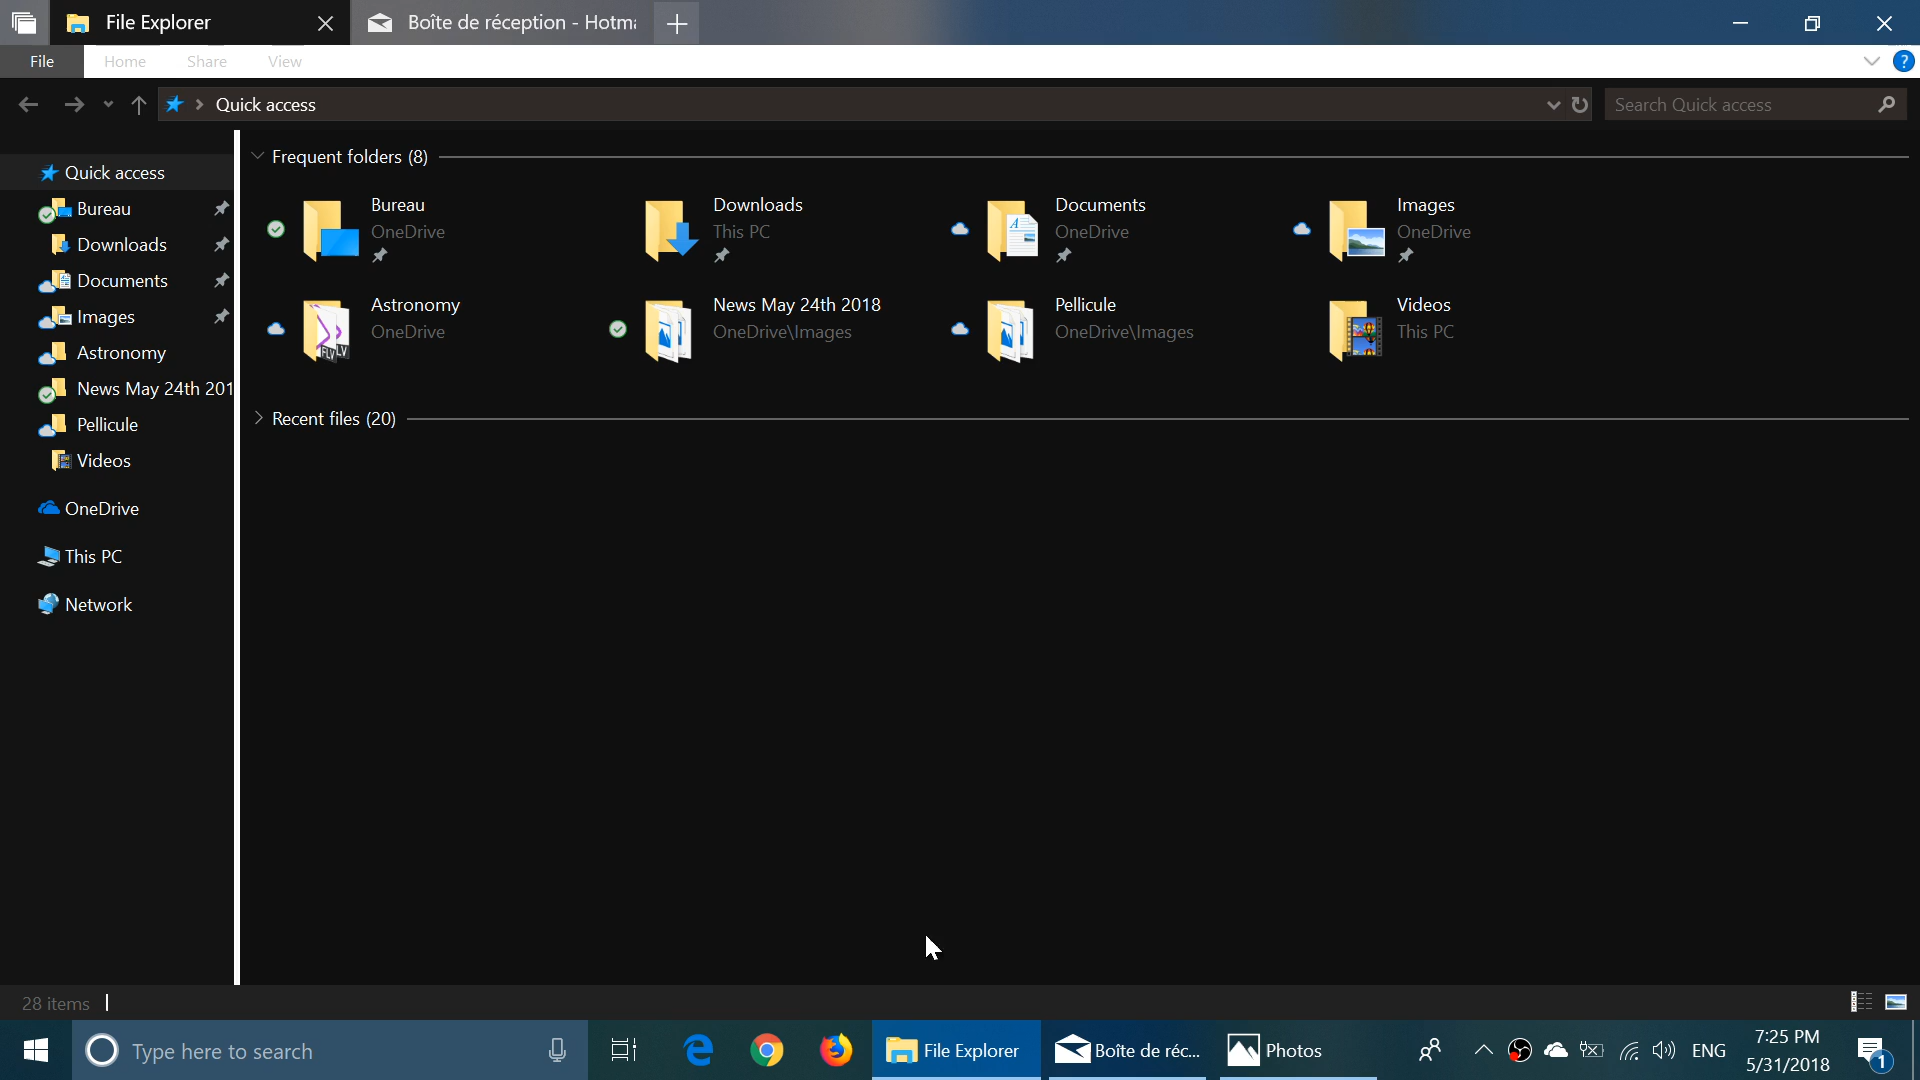 File Explorer
Boîte de réception - Hotm
File
Home
Share
View
?
Quick access
Search Quick access
Quick access
Bureau
Downloads
Documents
Images
Astronomy
News May 24th 201
Pellicule
Videos
OneDrive
This PC
Network
Frequent folders (8)
Bureau
OneDrive
Downloads
This PC
Documents
OneDrive
Images
OneDrive
Astronomy
OneDrive
News May 24th 2018
OneDrive\Images
Pellicule
OneDrive\Images
Videos
This PC
Recent files (20)
28 items
Type here to search
File Explorer
Boîte de réc...
Photos
ENG
7:25 PM
5/31/2018
1